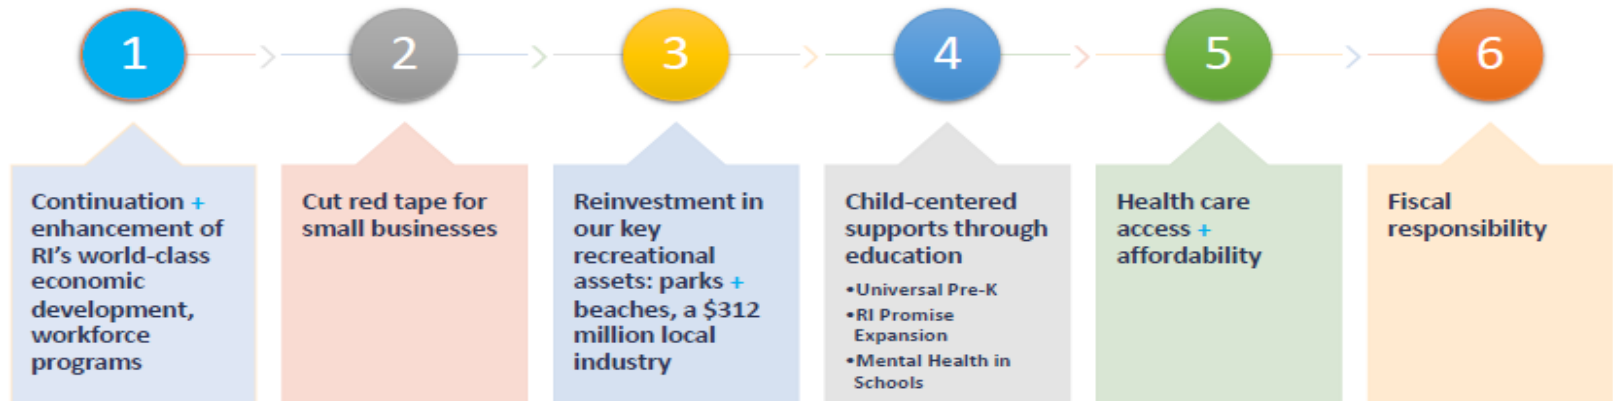 1
2
3
4
5
6
Continuation +
enhancement of
RI's world-class
economic
development,
workforce
programs
Cut red tape for
small businesses
Reinvestment in
our key
recreational
assets: parks +
beaches, a $312
million local
industry
Child-centered
supports through
education
•Universal Pre-K
•RI Promise
Expansion
•Mental Health in
Schools
Health care
access +
affordability
Fiscal
responsibility